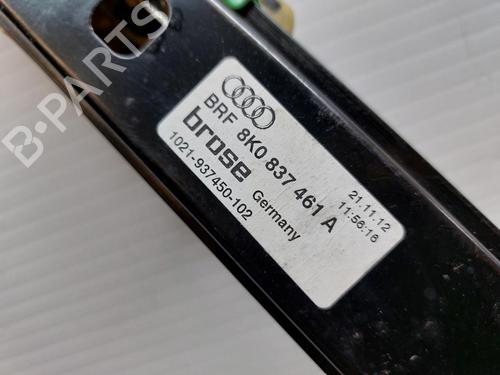 BRF 8K0 837 461 A
brose Germany
1021-937450-102
21.11.12
11:56:16
B-PARTS